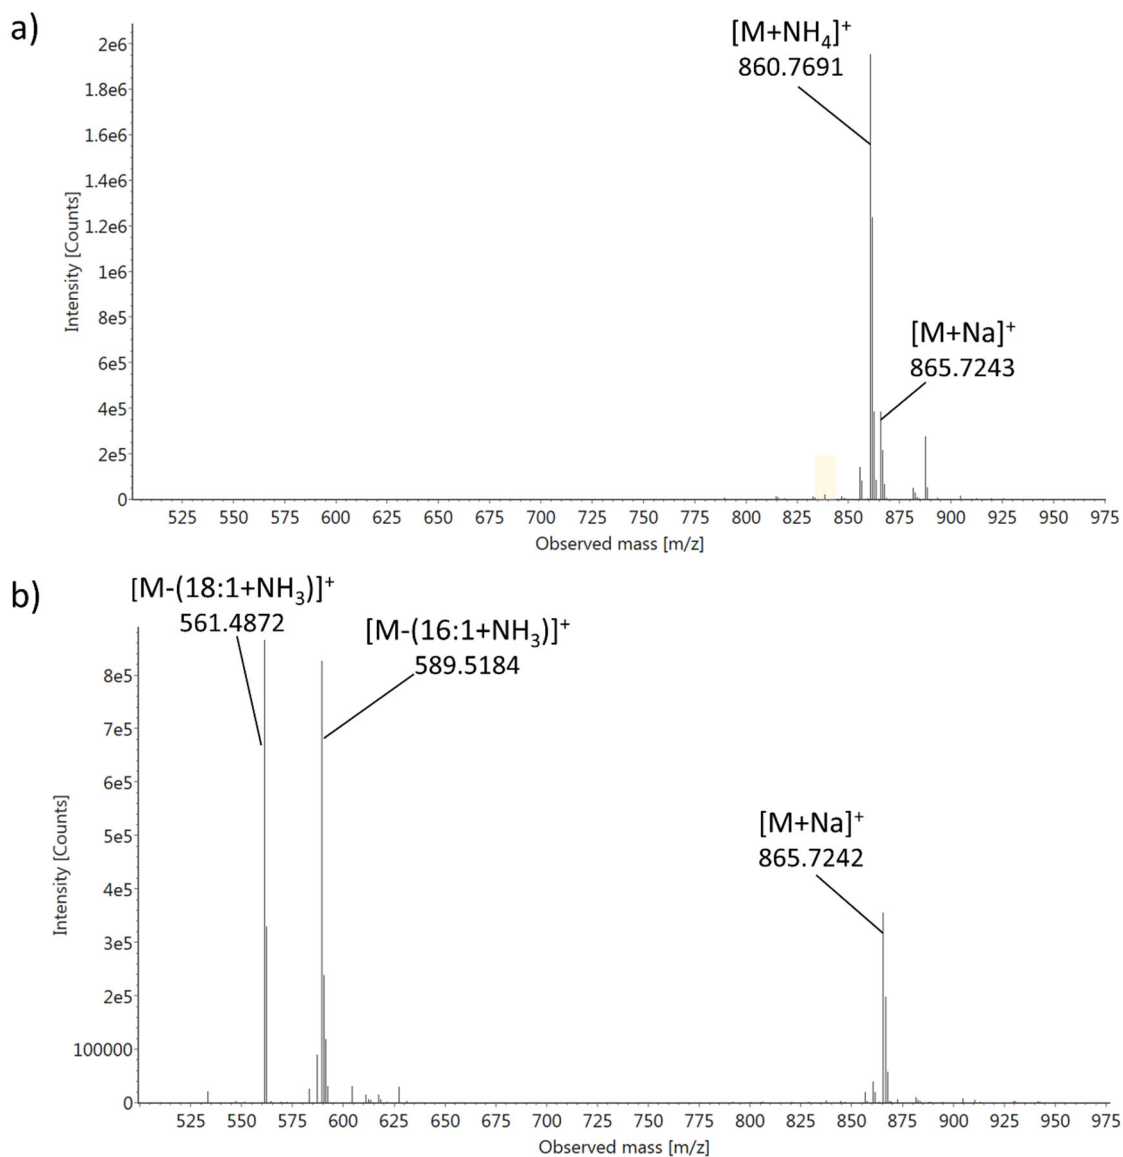 a)
[M+NH₄]⁺
860.7691
[M+Na]⁺
865.7243
2e6
1.8e6
1.6e6
1.4e6
1.2e6
1e6
8e5
6e5
4e5
2e5
0
Intensity [Counts]
525 550 575 600 625 650 675 700 725 750 775 800 825 850 875 900 925 950 975
Observed mass [m/z]
b)
[M-(18:1+NH₃)]⁺
561.4872
[M-(16:1+NH₃)]⁺
589.5184
[M+Na]⁺
865.7242
8e5
7e5
6e5
5e5
4e5
3e5
2e5
100000
0
Intensity [Counts]
525 550 575 600 625 650 675 700 725 750 775 800 825 850 875 900 925 950 975
Observed mass [m/z]